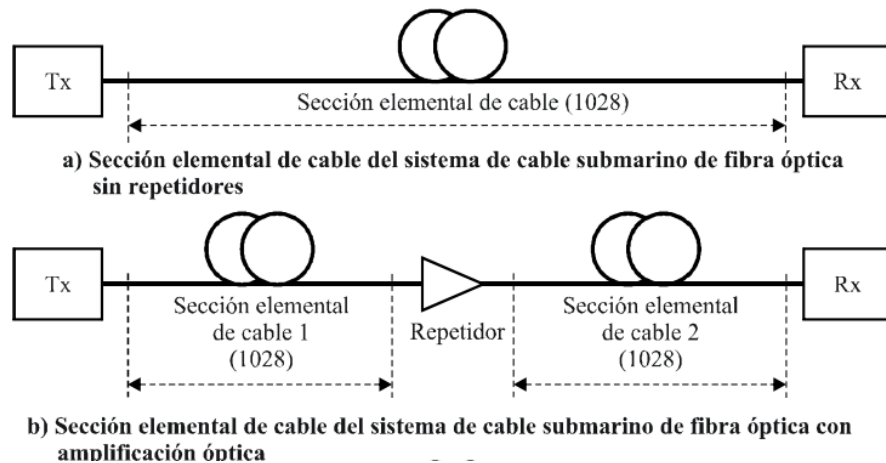 Tx
Rx
Sección elemental de cable (1028)
a) Sección elemental de cable del sistema de cable submarino de fibra óptica
sin repetidores
Tx
Rx
Sección elemental
de cable 1
(1028)
Repetidor
Sección elemental
de cable 2
(1028)
b) Sección elemental de cable del sistema de cable submarino de fibra óptica con
amplificación óptica